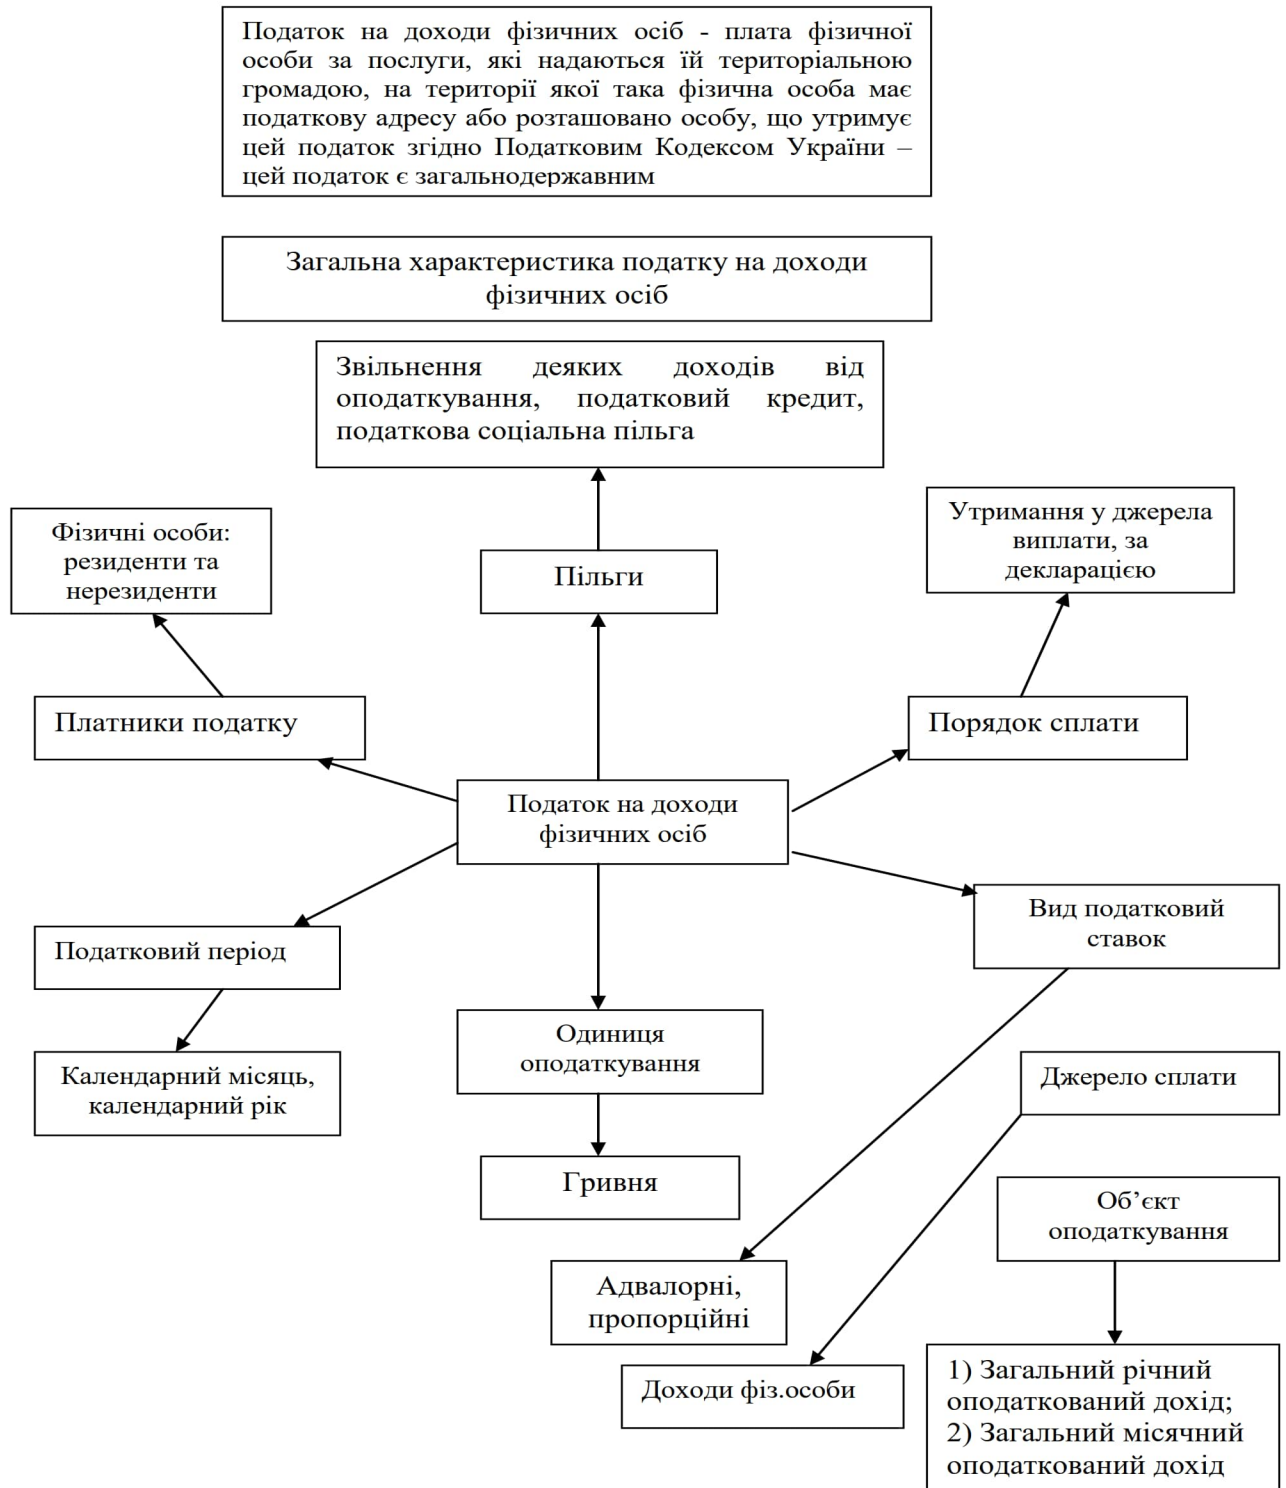 Податок на доходи фізичних осіб - плата фізичної
особи за послуги, які надаються їй територіальною
громадою, на території якої така фізична особа має
податкову адресу або розташовано особу, що утримує
цей податок згідно Податковим Кодексом України –
цей податок є загальнодержавним
Загальна характеристика податку на доходи
фізичних осіб
Звільнення деяких доходів від
оподаткування, податковий кредит,
податкова соціальна пільга
Фізичні особи:
резиденти та
нерезиденти
Пільги
Утримання у джерела
виплати, за
декларацією
Платники податку
Порядок сплати
Податок на доходи
фізичних осіб
Вид податковий
ставок
Податковий період
Одиниця
оподаткування
Календарний місяць,
календарний рік
Джерело сплати
Гривня
Об’єкт
оподаткування
Адвалорні,
пропорційні
Доходи фіз.особи
1) Загальний річний
оподаткований дохід;
2) Загальний місячний
оподаткований дохід